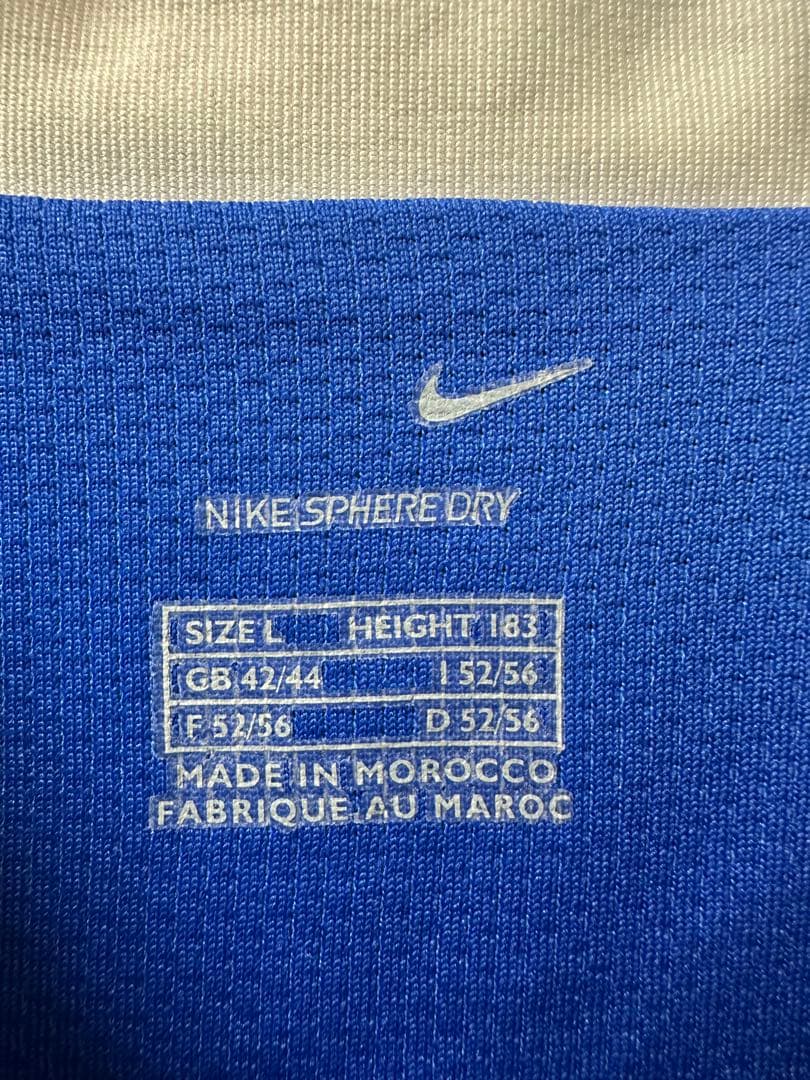 NIKE SPHERE DRY
SIZE L HEIGHT 183
GB 42/44 I 52/56
F 52/56 D 52/56
MADE IN MOROCCO
FABRIQUE AU MAROC